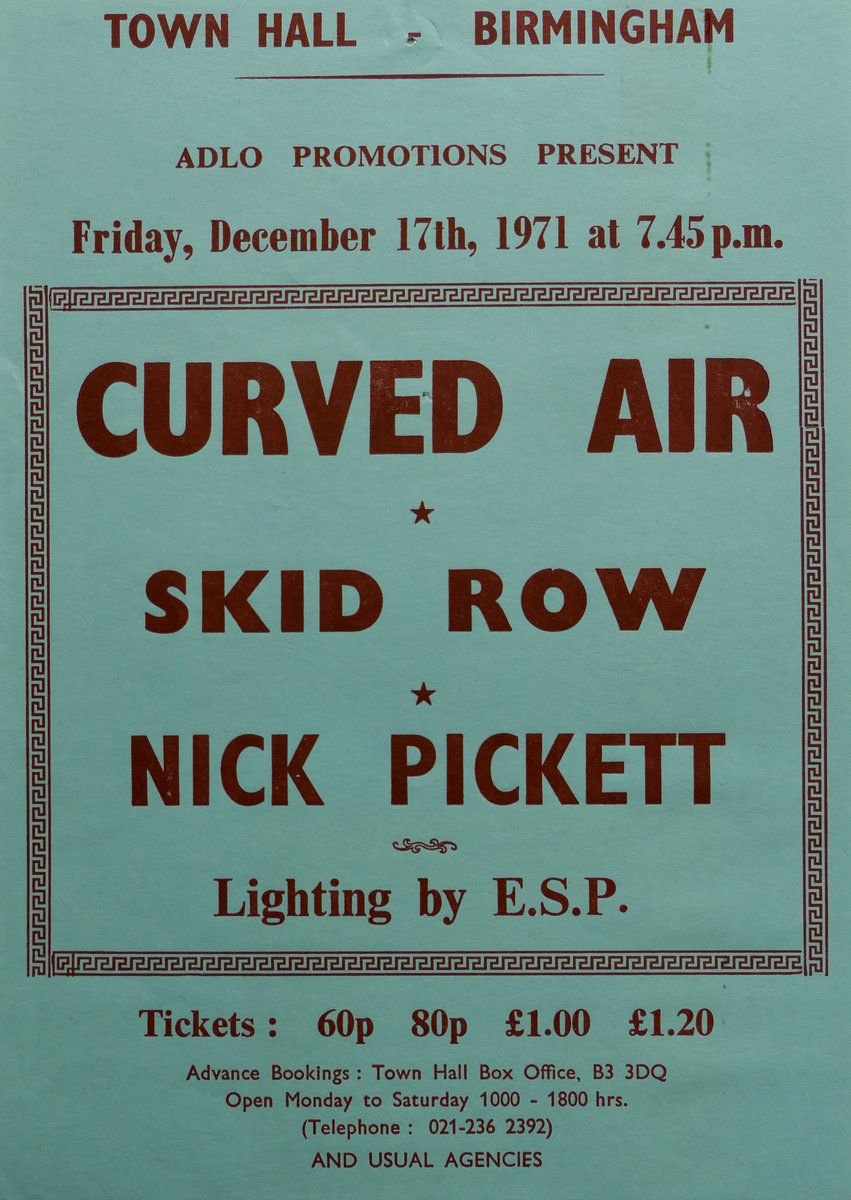 TOWN HALL - BIRMINGHAM
ADLO PROMOTIONS PRESENT
Friday, December 17th, 1971 at 7.45 p.m.
CURVED AIR
★
SKID ROW
★
NICK PICKETT
Lighting by E.S.P.
Tickets : 60p 80p £1.00 £1.20
Advance Bookings : Town Hall Box Office, B3 3DQ
Open Monday to Saturday 1000 - 1800 hrs.
(Telephone : 021-236 2392)
AND USUAL AGENCIES